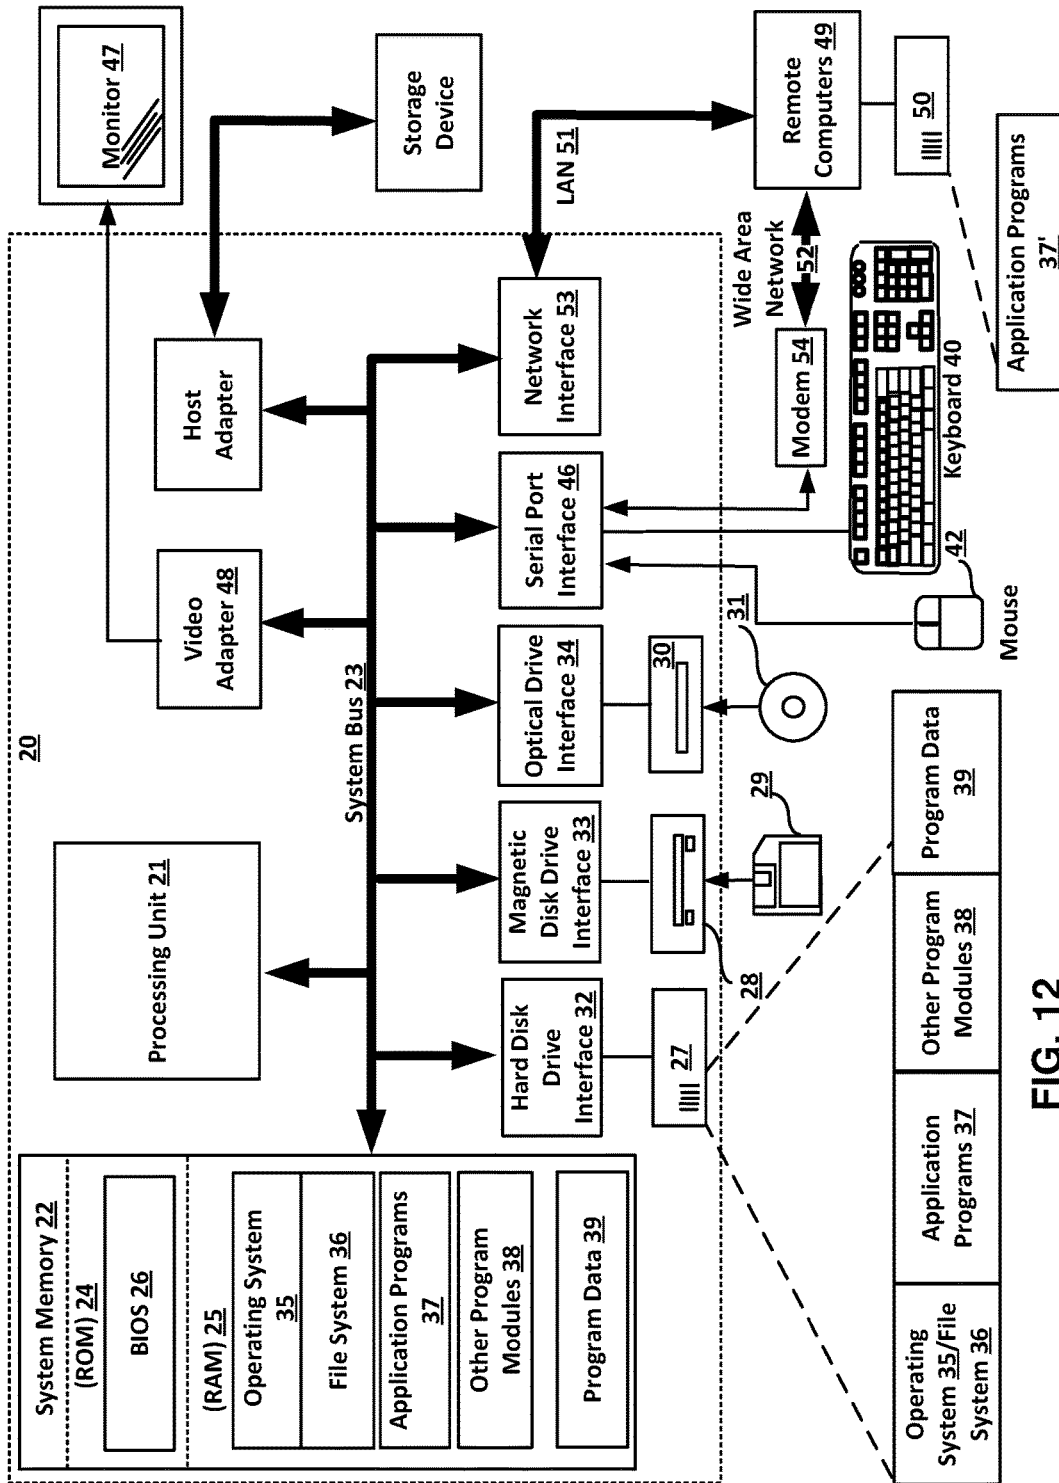 System Memory 22
(ROM) 24
BIOS 26
(RAM) 25
Operating System
35
File System 36
Application Programs
37
Other Program
Modules 38
Program Data 39
20
Processing Unit 21
Video
Adapter 48
Host
Adapter
Monitor 47
Storage
Device
System Bus 23
Hard Disk
Drive
Interface 32
Magnetic
Disk Drive
Interface 33
Optical Drive
Interface 34
Serial Port
Interface 46
Network
Interface 53
LAN 51
27
28
29
30
31
Wide Area
Network
52
Modem 54
Remote
Computers 49
50
Mouse
42
Keyboard 40
Operating
System 35/File
System 36
Application
Programs 37
Other Program
Modules 38
Program Data
39
Application Programs
37'
FIG. 12